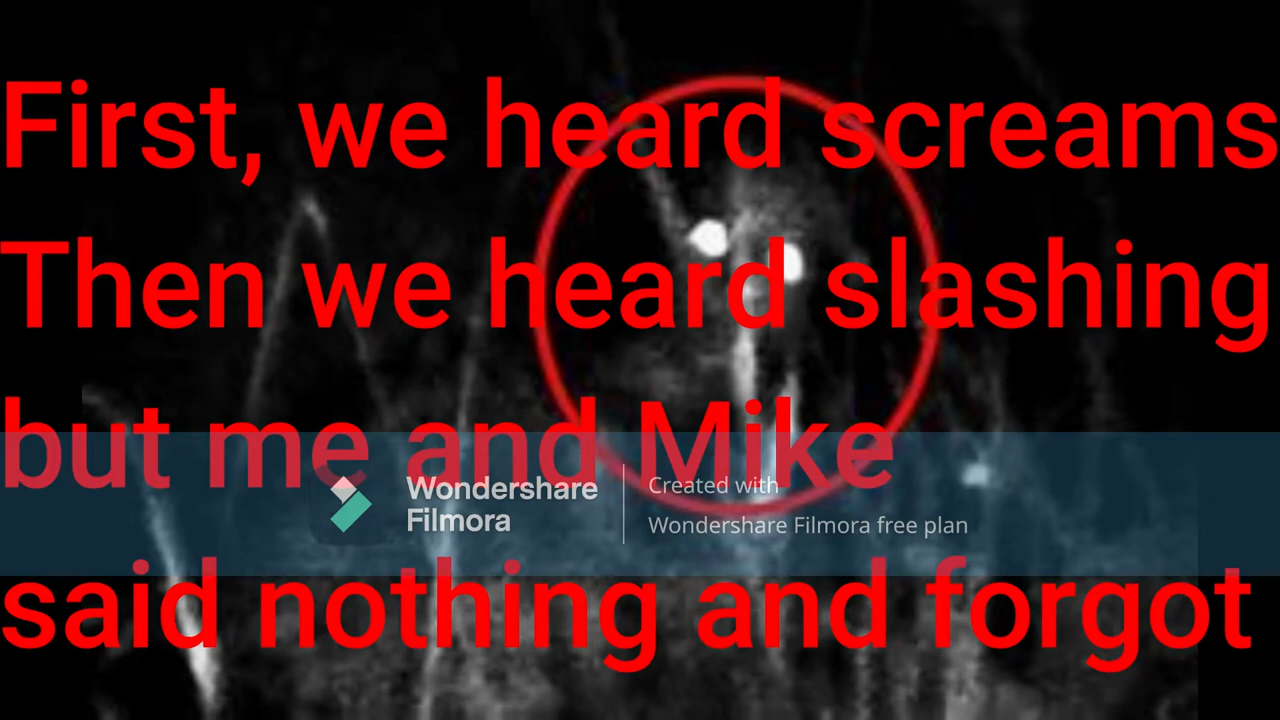 First, we heard screams
Then we heard slashing
but me and Mike
Wondershare
Filmora
Created with
Wondershare Filmora free plan
said nothing and forgot